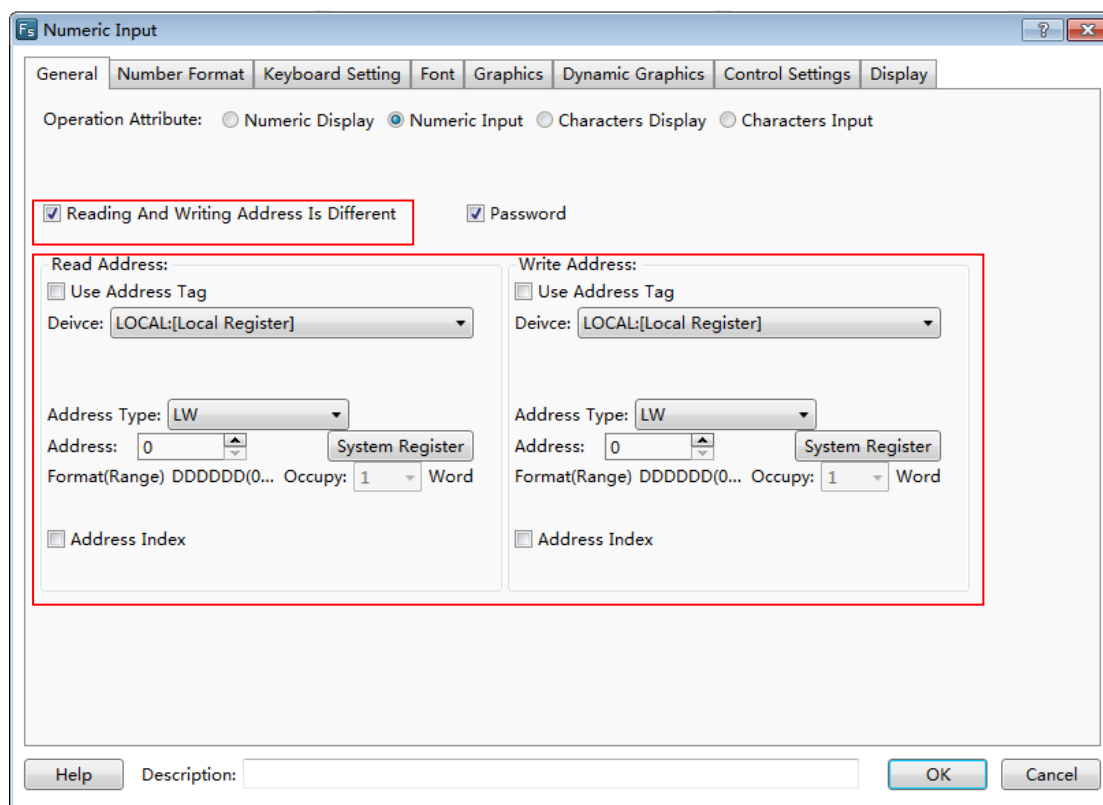 Fs Numeric Input
General Number Format Keyboard Setting Font Graphics Dynamic Graphics Control Settings Display
Operation Attribute: Numeric Display Numeric Input Characters Display Characters Input
Reading And Writing Address Is Different Password
Read Address: Write Address:
Use Address Tag Use Address Tag
Deivce: LOCAL:[Local Register] Deivce: LOCAL:[Local Register]
Address Type: LW Address Type: LW
Address: 0 System Register Address: 0 System Register
Format(Range) DDDDDD(0... Occupy: 1 Word Format(Range) DDDDDD(0... Occupy: 1 Word
Address Index Address Index
Help Description: OK Cancel